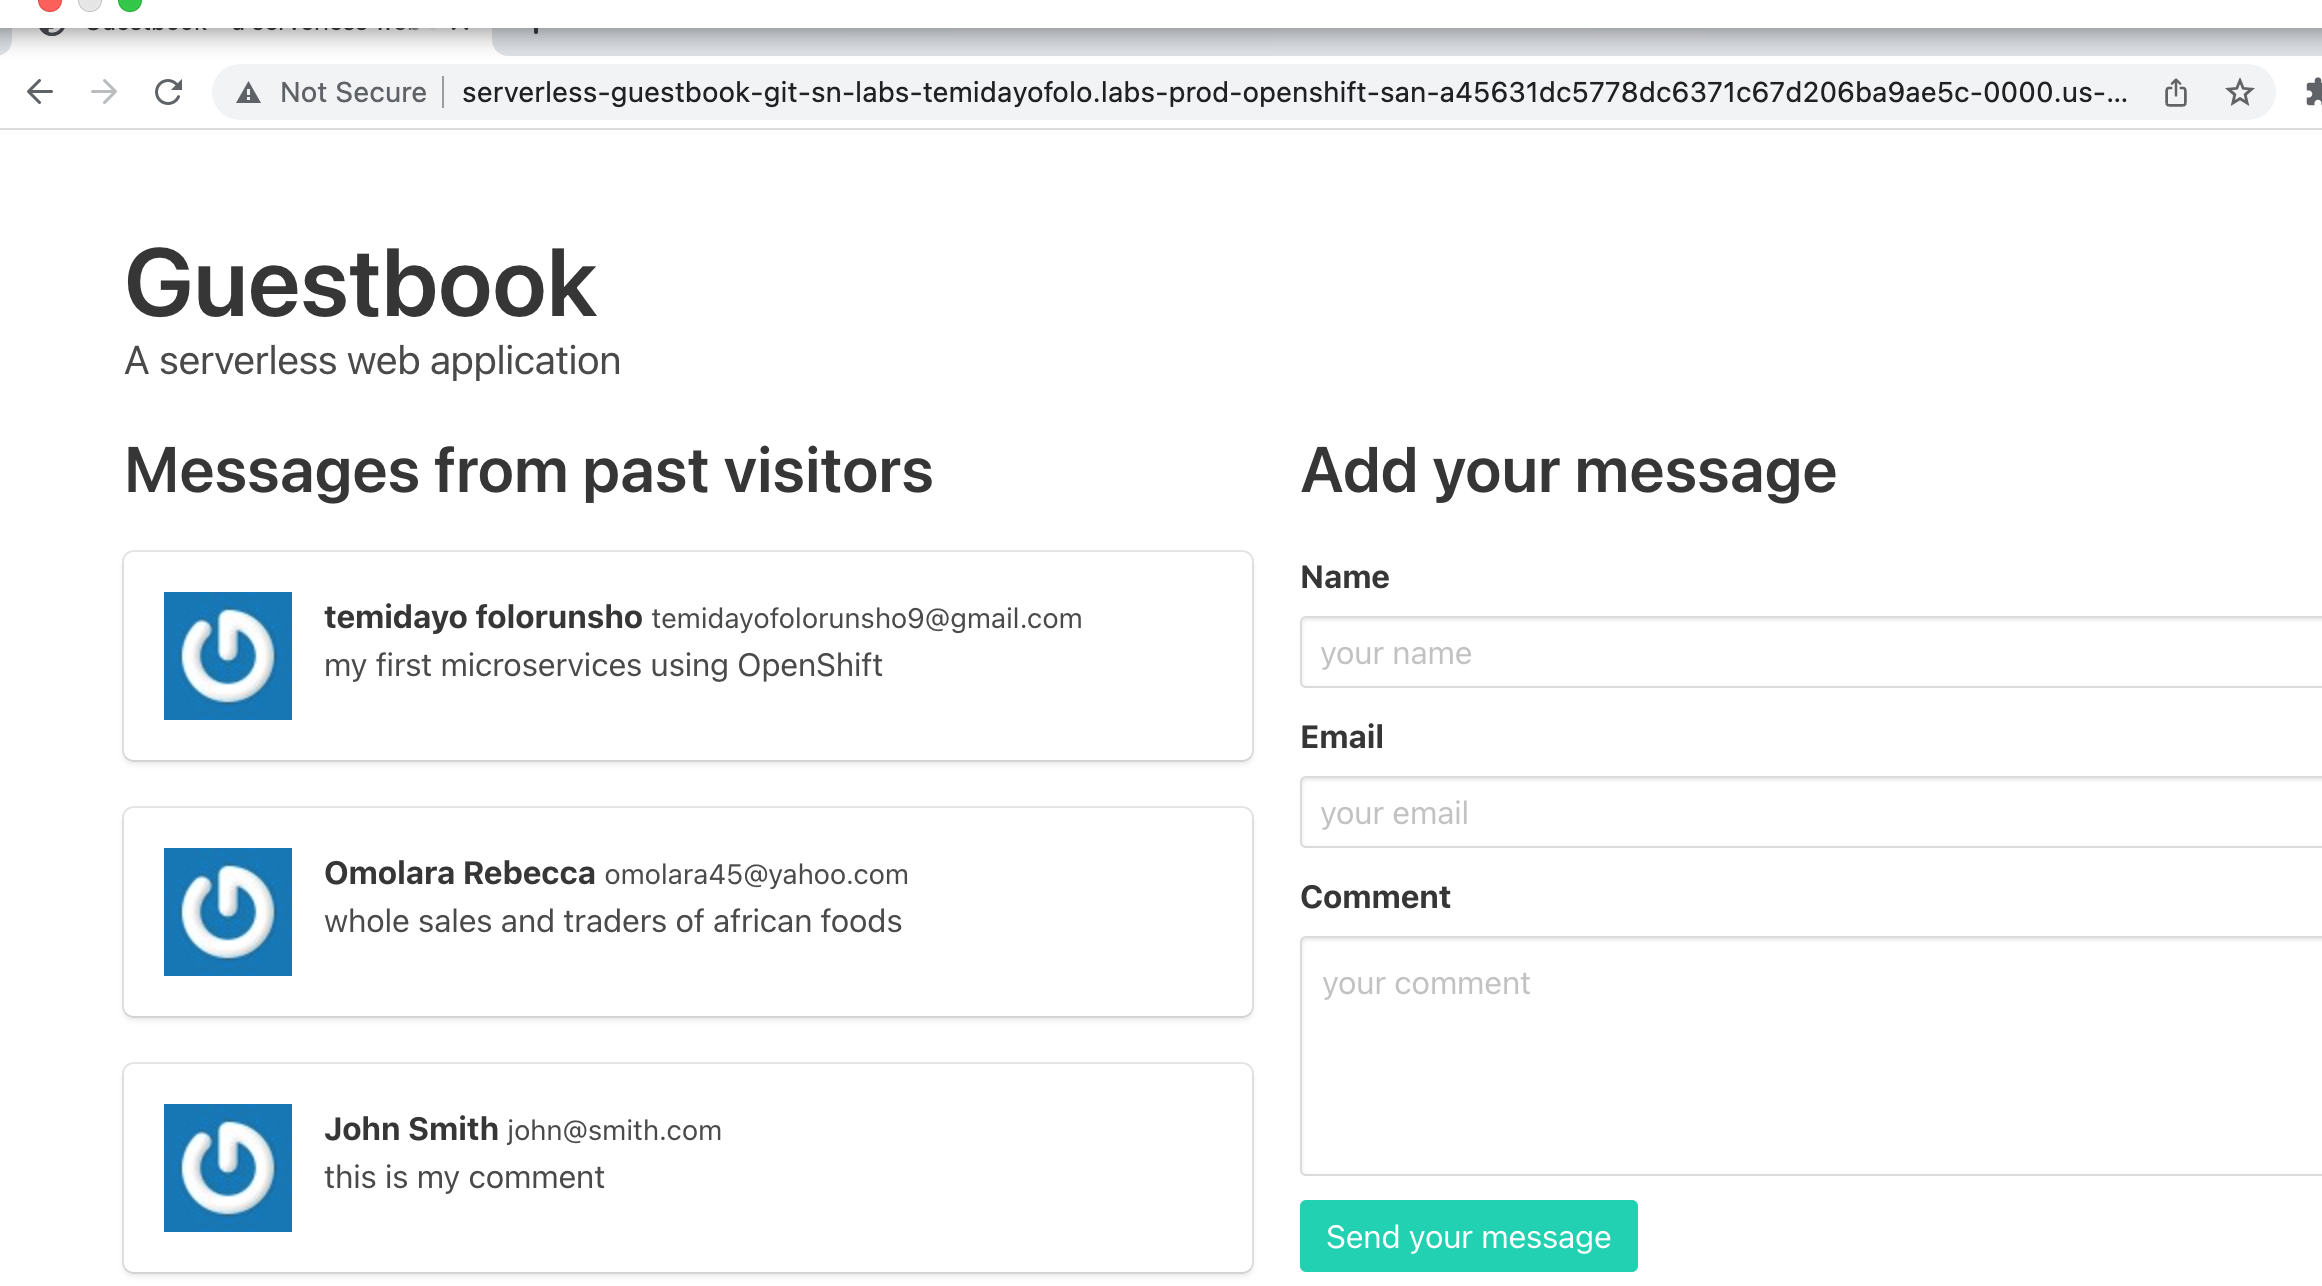 Not Secure
serverless-guestbook-git-sn-labs-temidayofolo.labs-prod-openshift-san-a45631dc5778dc6371c67d206ba9ae5c-0000.us-...
Guestbook
A serverless web application
Messages from past visitors
temidayo folorunsho temidayofolorunsho9@gmail.com
my first microservices using OpenShift
Omolara Rebecca omolara45@yahoo.com
whole sales and traders of african foods
John Smith john@smith.com
this is my comment
Add your message
Name
your name
Email
your email
Comment
your comment
Send your message